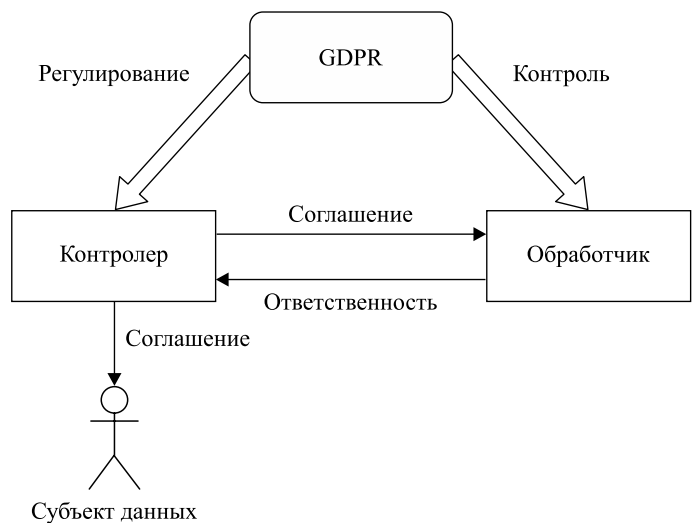 GDPR
Регулирование
Контроль
Соглашение
Контролер
Обработчик
Ответственность
Соглашение
Субъект данных